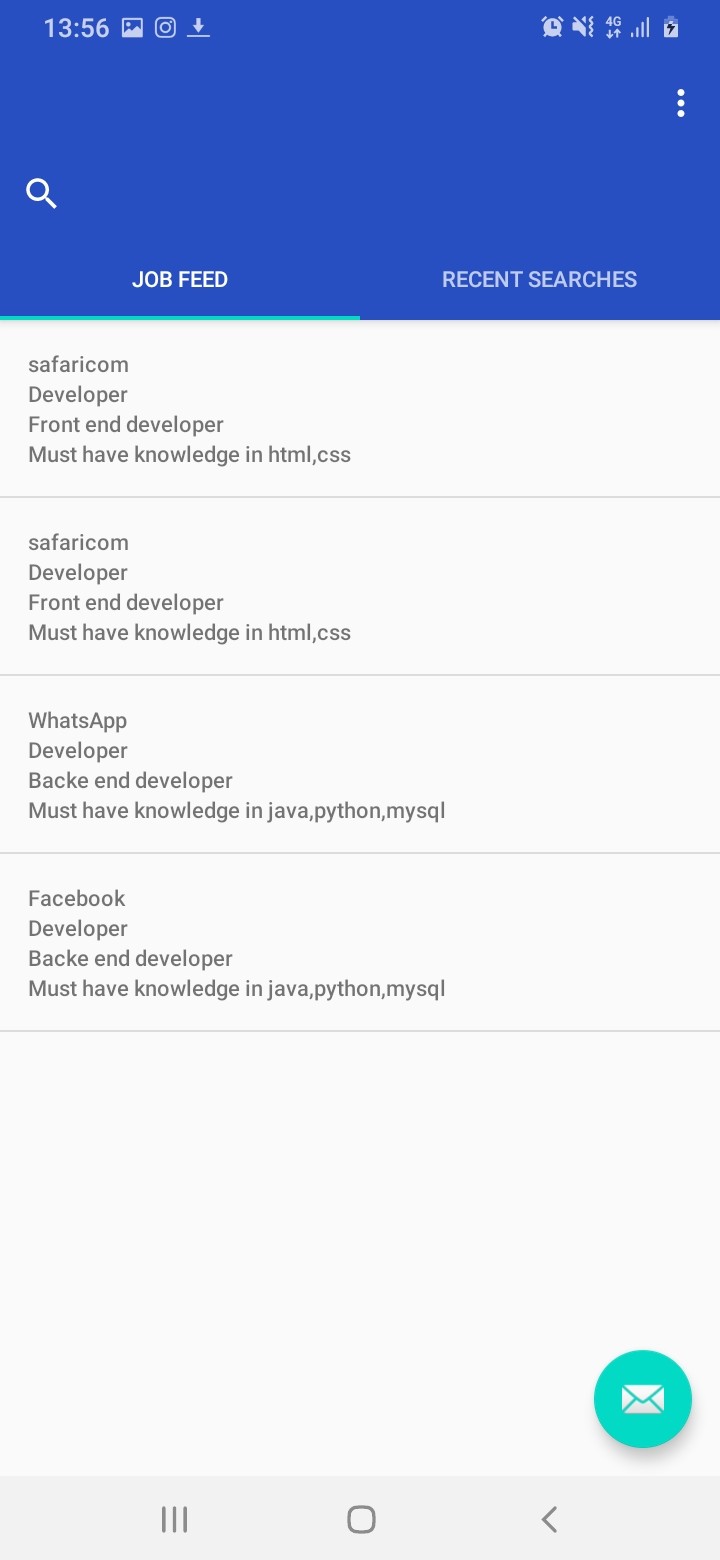 13:56 4G
JOB FEED RECENT SEARCHES
safaricom
Developer
Front end developer
Must have knowledge in html,css
safaricom
Developer
Front end developer
Must have knowledge in html,css
WhatsApp
Developer
Backe end developer
Must have knowledge in java,python,mysql
Facebook
Developer
Backe end developer
Must have knowledge in java,python,mysql